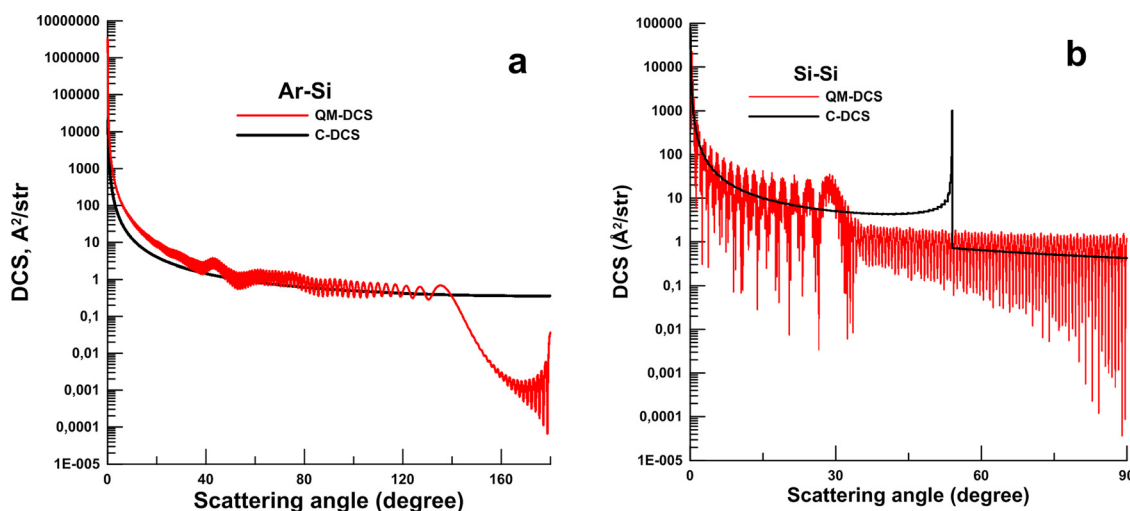 a
Ar-Si
QM-DCS
C-DCS
DCS, A²/str
10000000
1000000
100000
10000
1000
100
10
1
0,1
0,01
0,001
0,0001
1E-005
0 40 80 120 160
Scattering angle (degree)
b
Si-Si
QM-DCS
C-DCS
DCS (Å²/str)
100000
10000
1000
100
10
1
0,1
0,01
0,001
0,0001
1E-005
0 30 60 90
Scattering angle (degree)